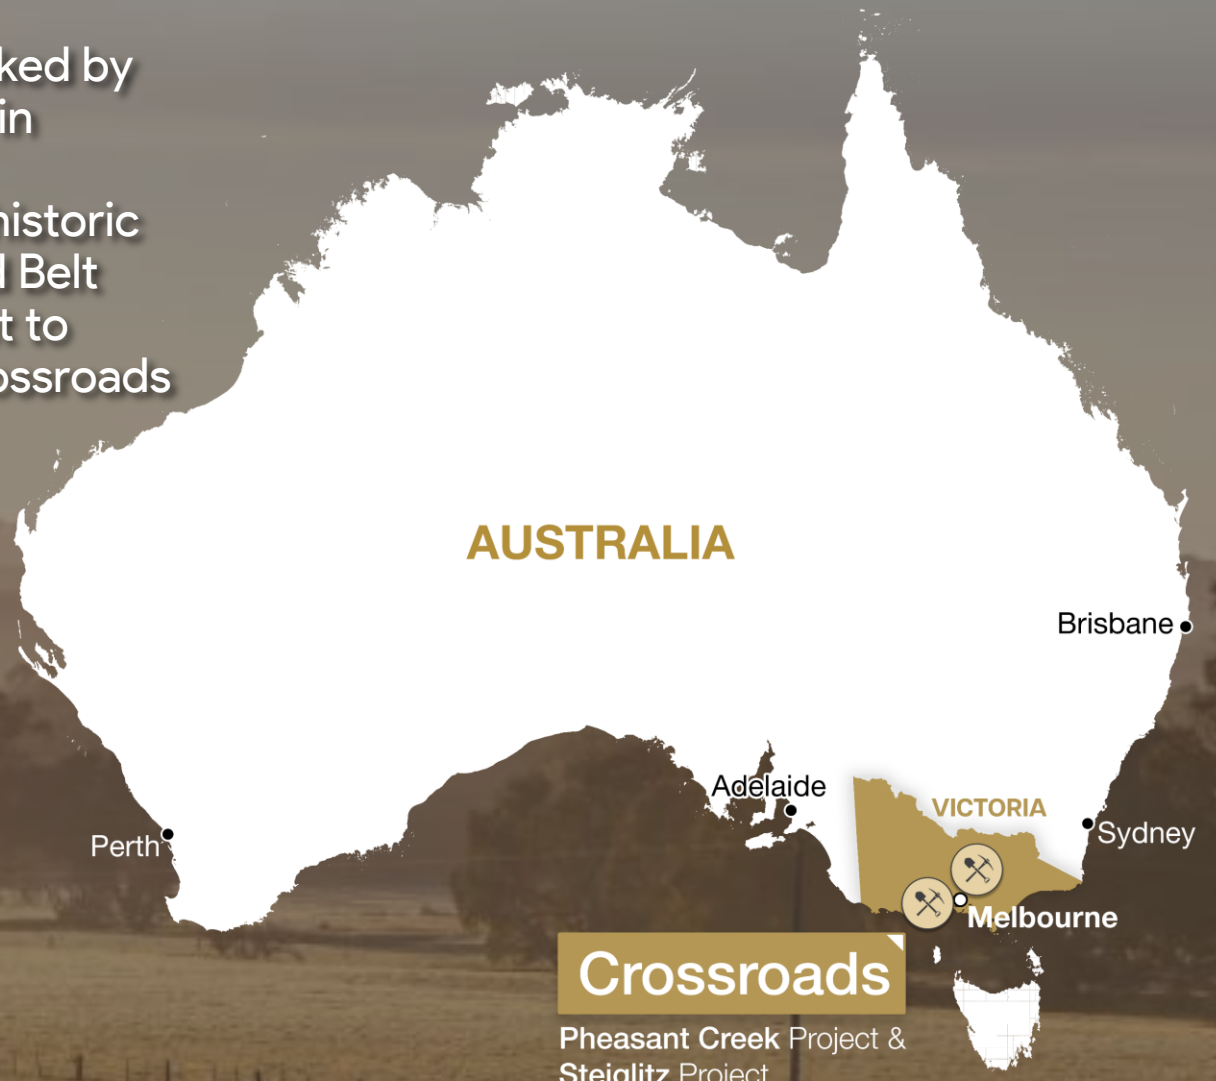 ked by
in
historic
d Belt
t to
ossroads
AUSTRALIA
Brisbane
Adelaide
VICTORIA
Perth
Sydney
Melbourne
Crossroads
Pheasant Creek Project &
Steiglitz Project